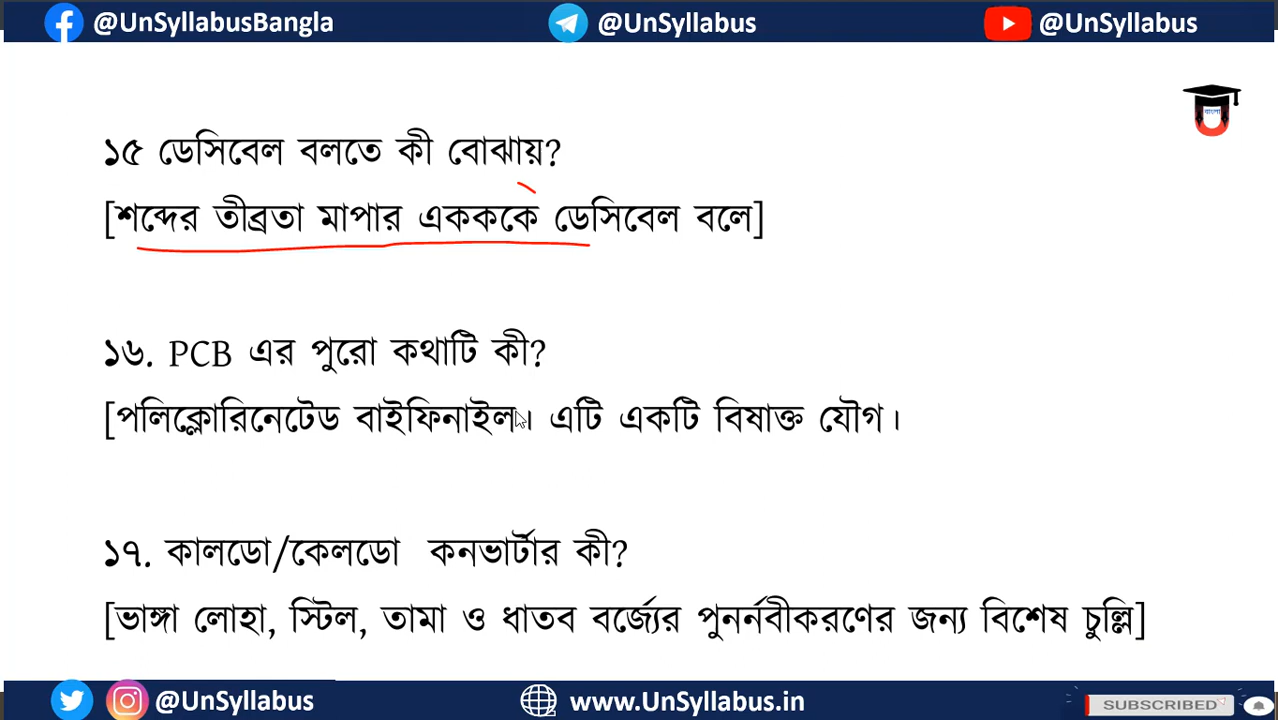 @UnSyllabusBangla @UnSyllabus @UnSyllabus
বাংলা
১৫ ডেসিবেল বলতে কী বোঝায়?
[শব্দের তীব্রতা মাপার একককে ডেসিবেল বলে]
১৬. PCB এর পুরো কথাটি কী?
[পলিক্লোরিনেটেড বাইফিনাইল। এটি একটি বিষাক্ত যৌগ।
১৭. কালডো/কেলডো কনভার্টার কী?
[ভাঙ্গা লোহা, স্টিল, তামা ও ধাতব বর্জ্যের পুনর্নবীকরণের জন্য বিশেষ চুল্লি]
@UnSyllabus www.UnSyllabus.in SUBSCRIBED